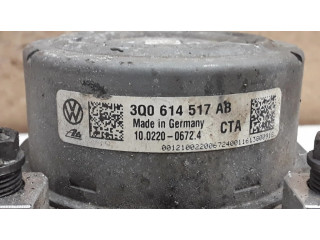 3Q0 614 517 AB
Made in Germany
10.0220-0672.4 CTA